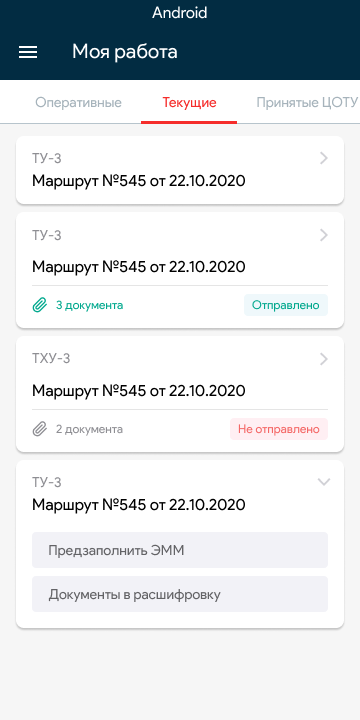 Android
Моя работа
Оперативные Текущие Принятые ЦОТУ
ТУ-3
Маршрут №545 от 22.10.2020
ТУ-3
Маршрут №545 от 22.10.2020
3 документа Отправлено
ТХУ-3
Маршрут №545 от 22.10.2020
2 документа Не отправлено
ТУ-3
Маршрут №545 от 22.10.2020
Предзаполнить ЭММ
Документы в расшифровку